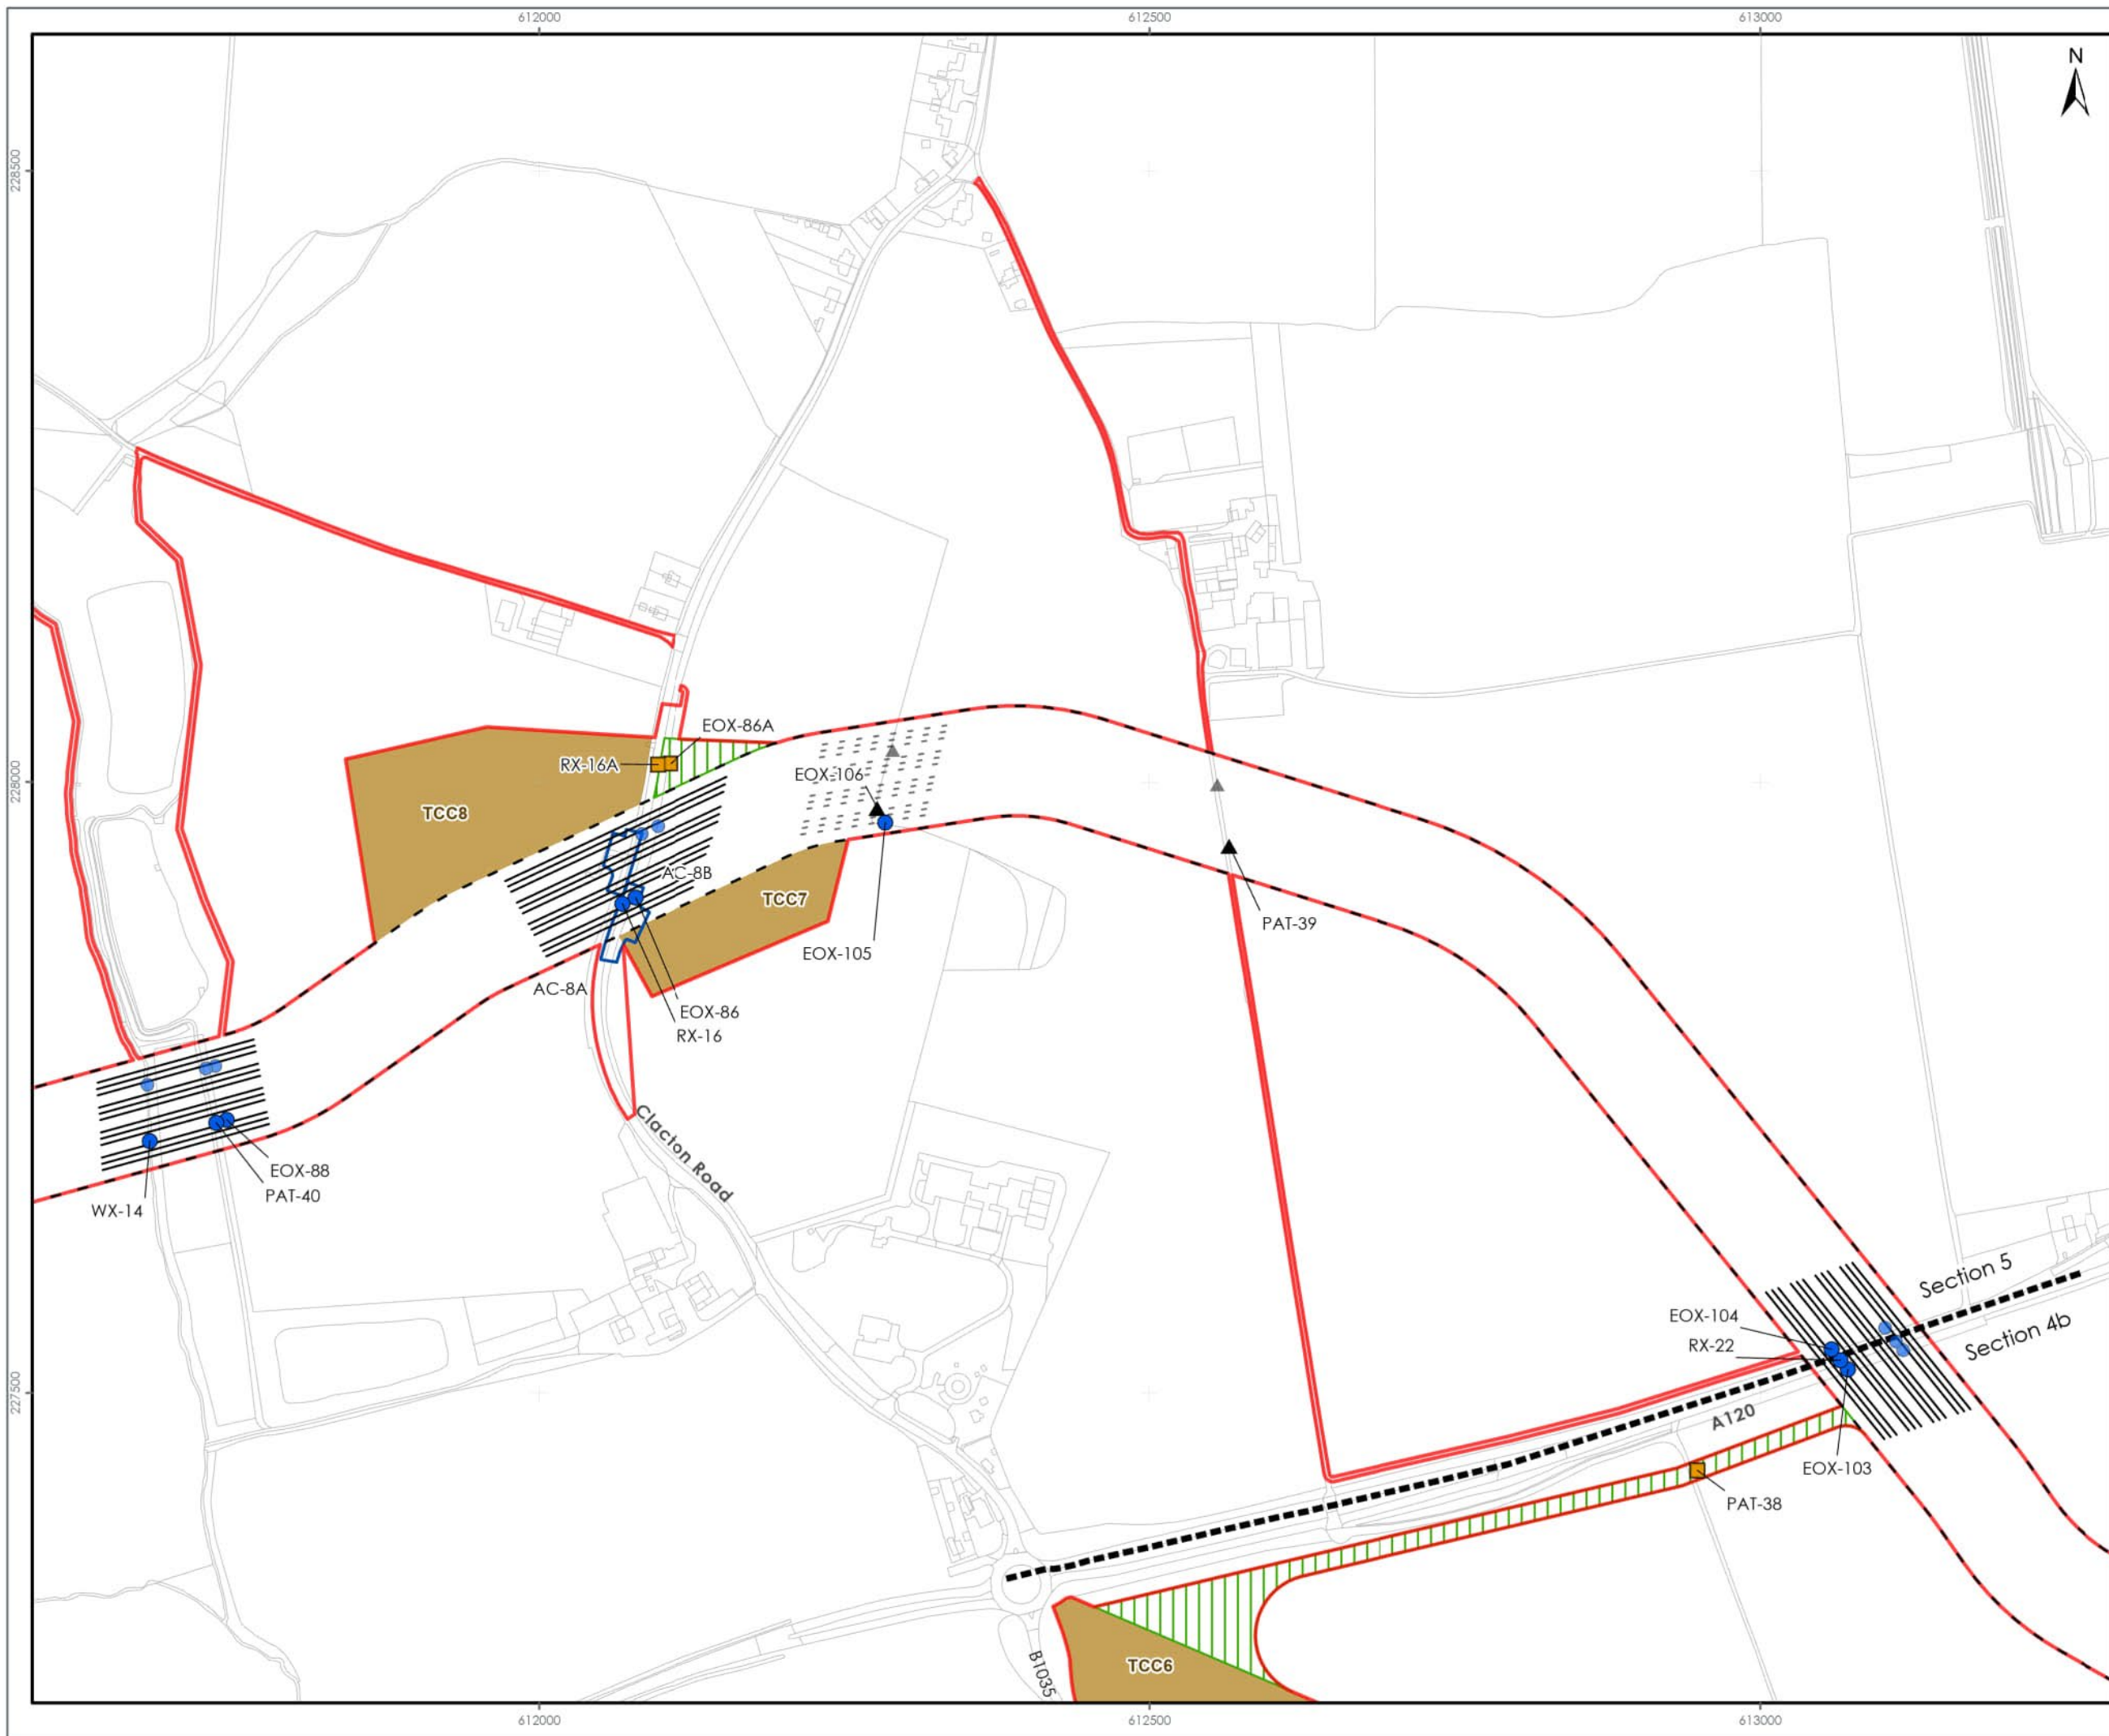 612000
612500
613000
N
228500
EOX-86A
RX-16A
EOX-106
228000
TCC8
AC-8B
TCC7
PAT-39
EOX-105
AC-8A
EOX-86
RX-16
Clacton Road
EOX-88
PAT-40
WX-14
Section 5
EOX-104
Section 4b
RX-22
227500
A120
EOX-103
PAT-38
TCC6
B1035
612000
612500
613000